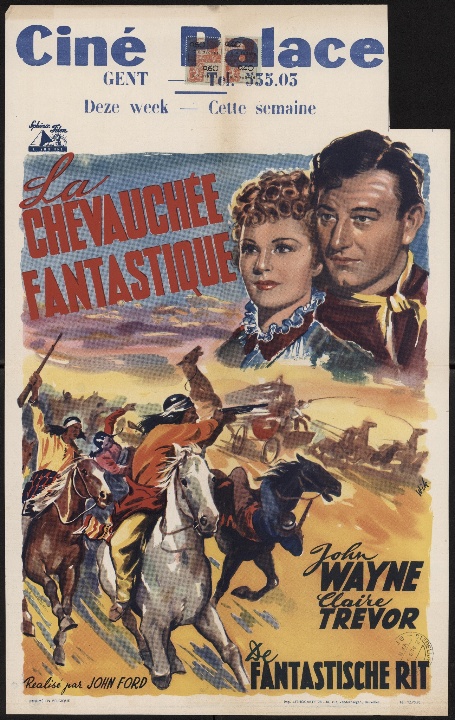 Ciné Palace
GENT — Tel. 535.03
Deze week — Cette semaine
La
CHEVAUCHÉE
FANTASTIQUE
John
WAYNE
Claire
TREVOR
De
FANTASTISCHE RIT
Réalisé par JOHN FORD